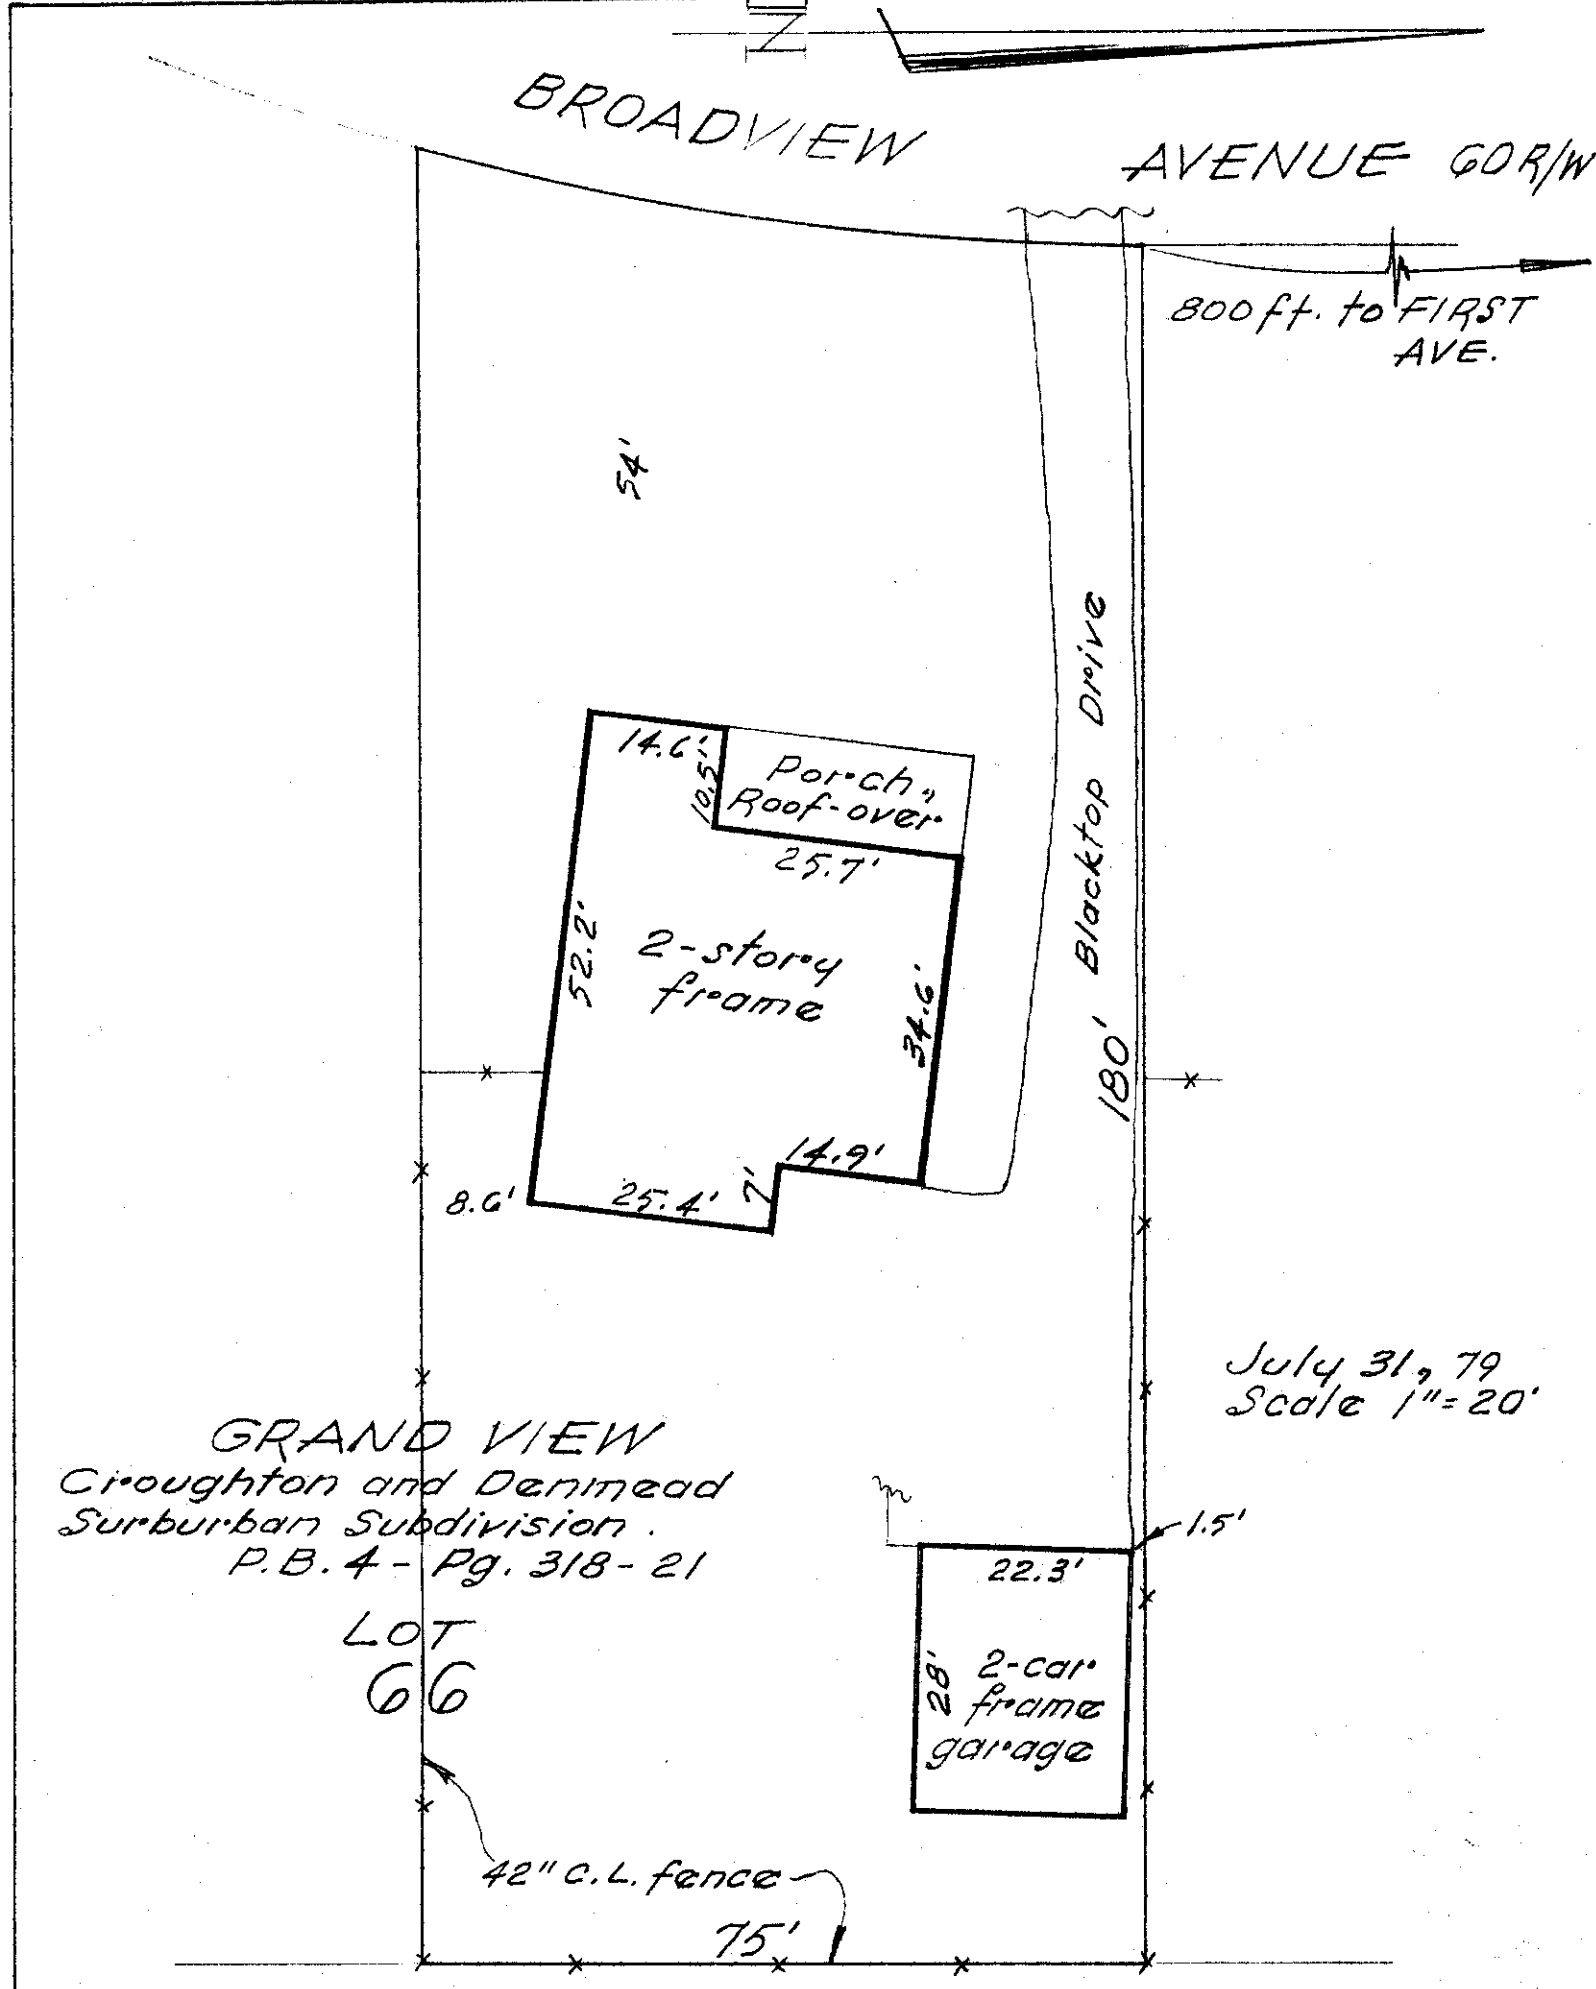 N
BROADVIEW AVENUE 60 R/W
800 ft. to FIRST
AVE.
54'
14.6'
10.5'
Porch,
Roof-over
25.7'
52.2'
2-story
frame
34.6'
Blacktop Drive
180'
14.9'
7'
25.4'
8.6'
July 31, 79
Scale 1"=20'
GRAND VIEW
Croughton and Denmead
Surburban Subdivision.
P.B. 4 - Pg. 318-21
LOT
66
1.5'
22.3'
28'
2-car
frame
garage
42" C.L. fence
75'